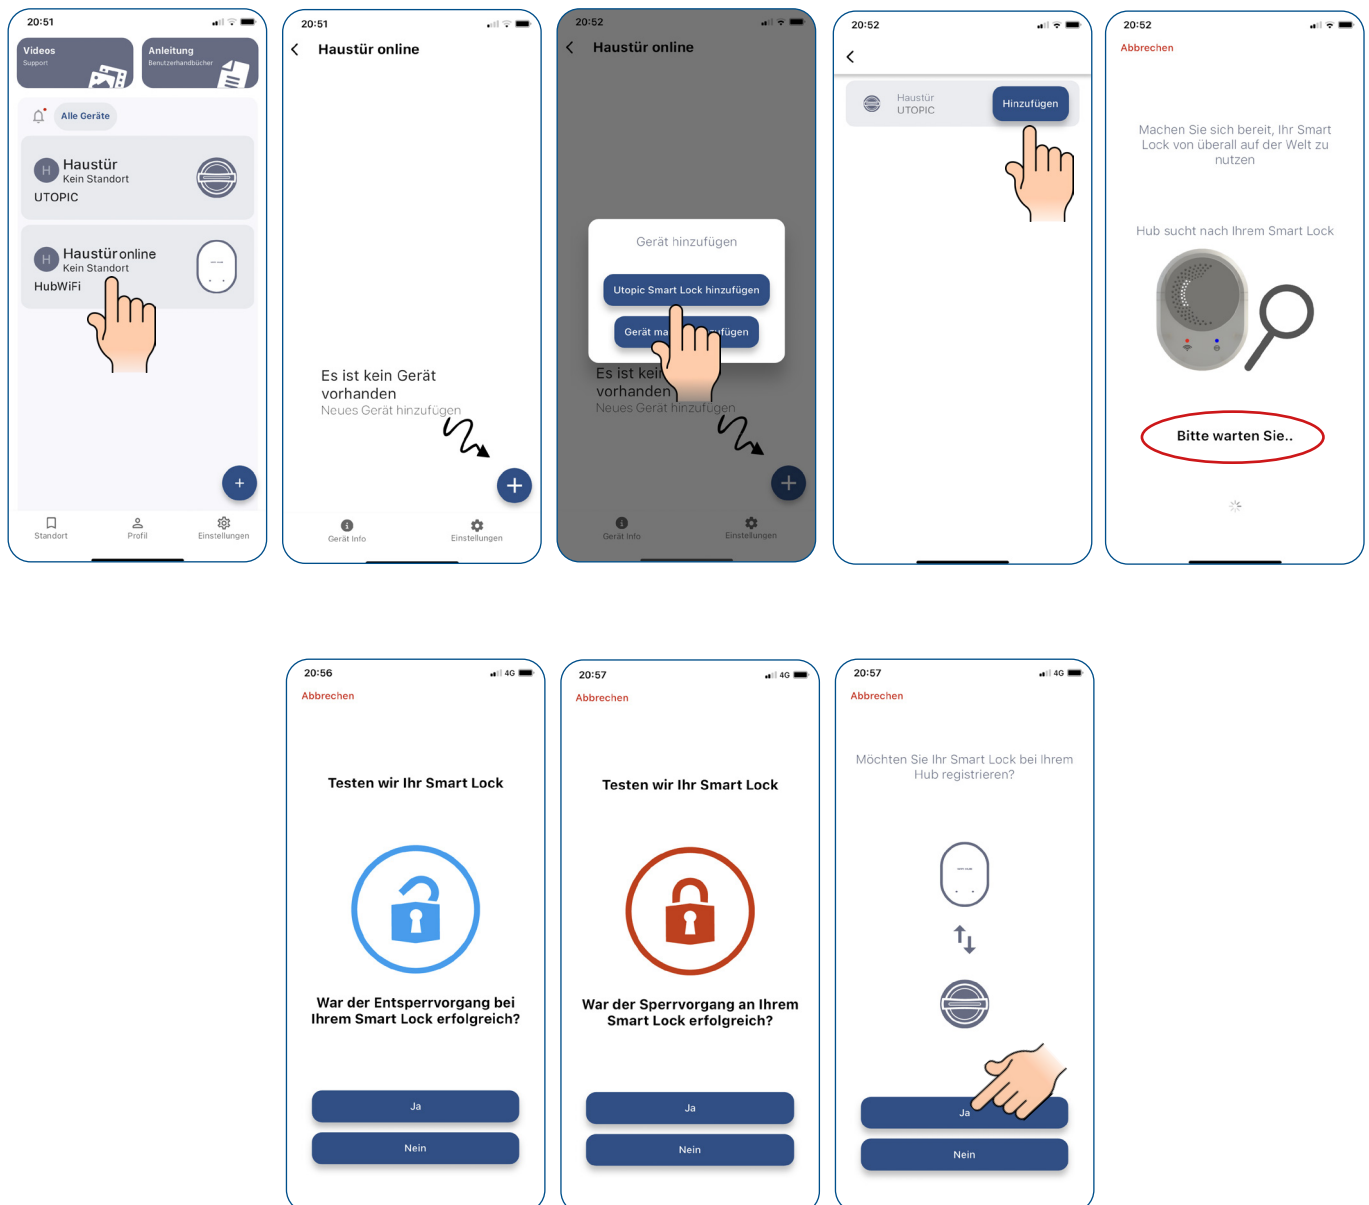 20:51
Videos
Support
Anleitung
Benutzerhandbücher
Alle Geräte
H
Haustür
Kein Standort
UTOPIC
H
Haustür online
Kein Standort
HubWiFi
Standort
Profil
Einstellungen
20:51
Haustür online
Es ist kein Gerät
vorhanden
Neues Gerät hinzufügen
Gerät Info
Einstellungen
20:52
Haustür online
Gerät hinzufügen
Utopic Smart Lock hinzufügen
Gerät ma ufügen
Es ist kei
vorhanden
Neues Gerät hinzufügen
Gerät Info
Einstellungen
20:52
Haustür
UTOPIC
Hinzufügen
20:52
Abbrechen
Machen Sie sich bereit, Ihr Smart
Lock von überall auf der Welt zu
nutzen
Hub sucht nach Ihrem Smart Lock
Bitte warten Sie..
20:56
4G
Abbrechen
Testen wir Ihr Smart Lock
War der Entsperrvorgang bei
Ihrem Smart Lock erfolgreich?
Ja
Nein
20:57
4G
Abbrechen
Testen wir Ihr Smart Lock
War der Sperrvorgang an Ihrem
Smart Lock erfolgreich?
Ja
Nein
20:57
4G
Abbrechen
Möchten Sie Ihr Smart Lock bei Ihrem
Hub registrieren?
Ja
Nein